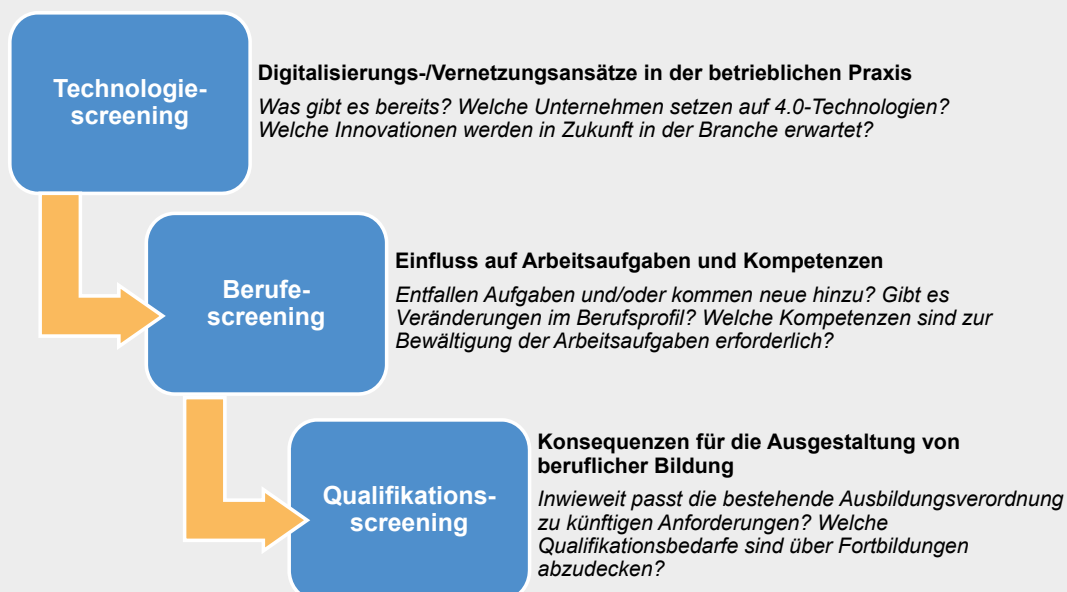 Technologie-
screening
Digitalisierungs-/Vernetzungsansätze in der betrieblichen Praxis
Was gibt es bereits? Welche Unternehmen setzen auf 4.0-Technologien?
Welche Innovationen werden in Zukunft in der Branche erwartet?
Berufe-
screening
Einfluss auf Arbeitsaufgaben und Kompetenzen
Entfallen Aufgaben und/oder kommen neue hinzu? Gibt es
Veränderungen im Berufsprofil? Welche Kompetenzen sind zur
Bewältigung der Arbeitsaufgaben erforderlich?
Qualifikations-
screening
Konsequenzen für die Ausgestaltung von
beruflicher Bildung
Inwieweit passt die bestehende Ausbildungsverordnung
zu künftigen Anforderungen? Welche
Qualifikationsbedarfe sind über Fortbildungen
abzudecken?